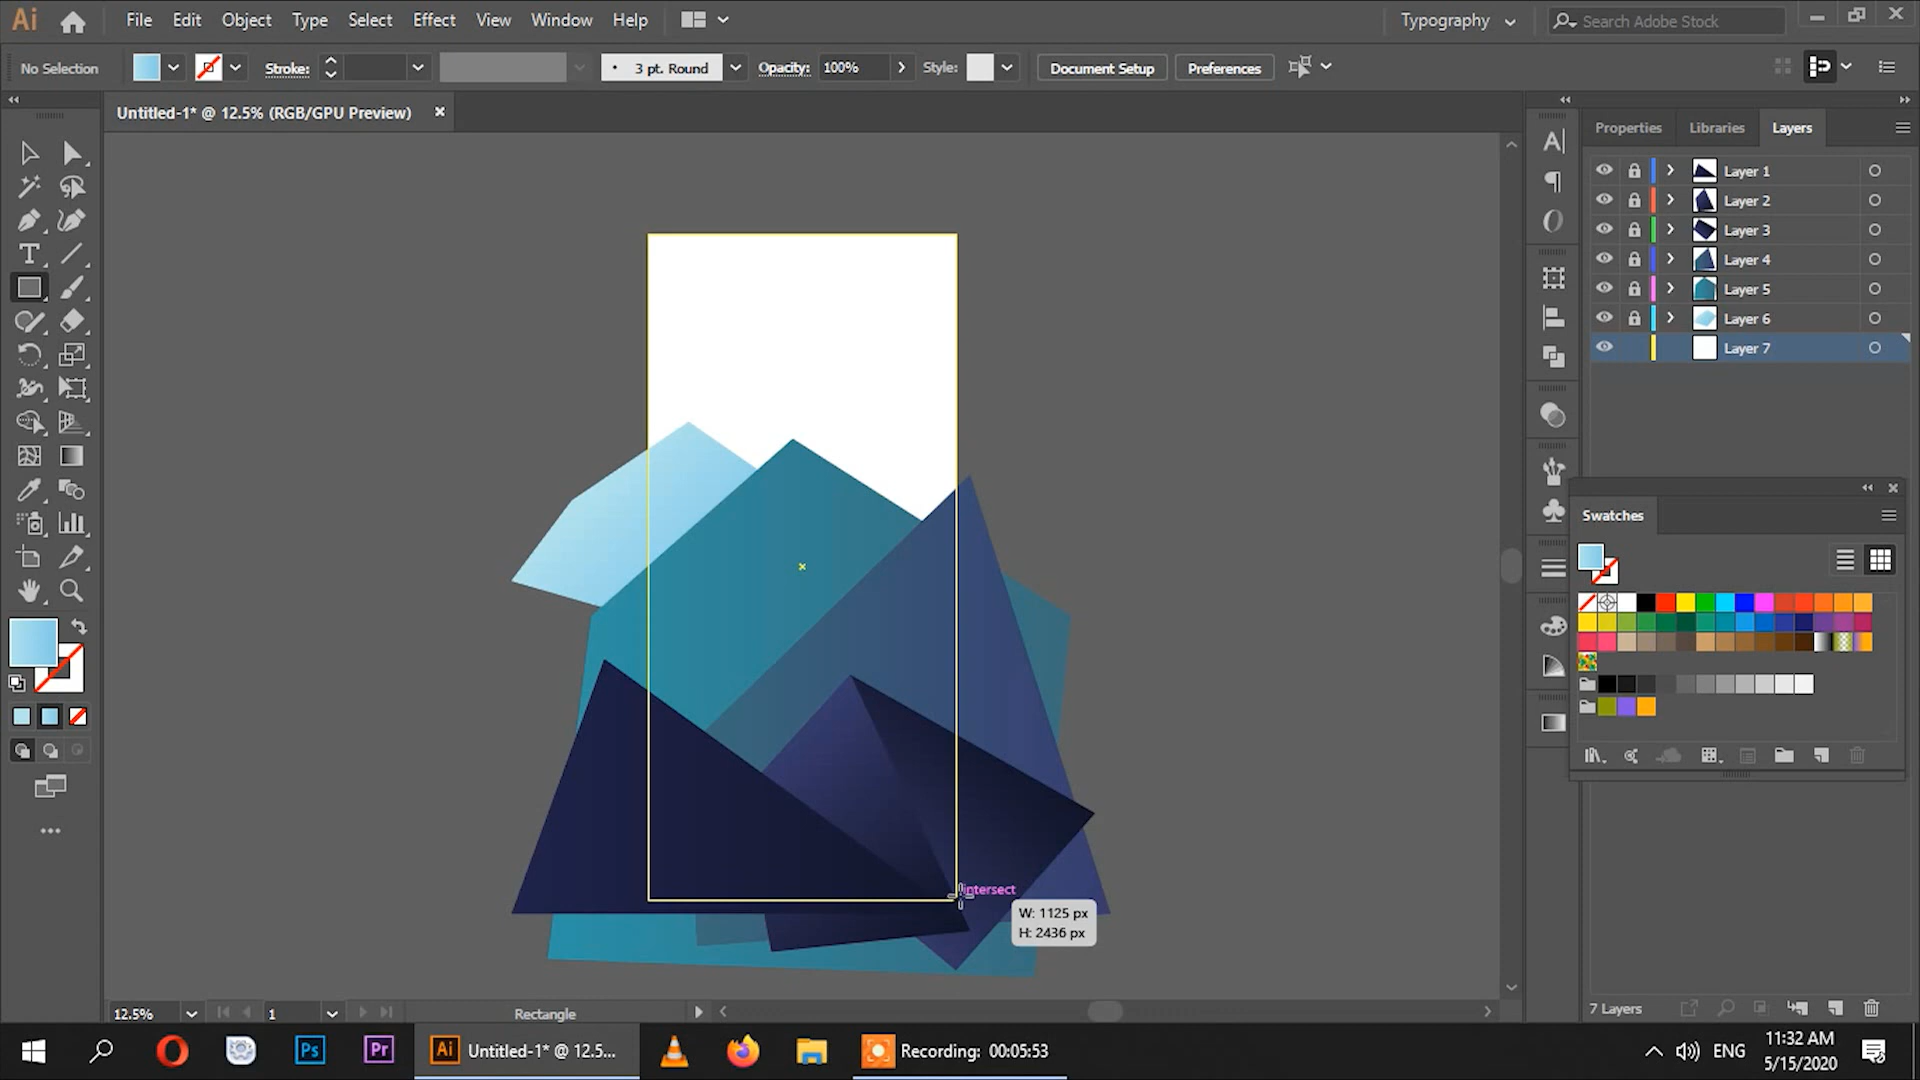 Ai File Edit Object Type Select Effect View Window Help Typography Search Adobe Stock
No Selection Stroke: 3 pt. Round Opacity: 100% Style: Document Setup Preferences
Untitled-1* @ 12.5% (RGB/GPU Preview)
Properties Libraries Layers
Layer 1
Layer 2
Layer 3
Layer 4
Layer 5
Layer 6
Layer 7
Swatches
intersect
W: 1125 px
H: 2436 px
7 Layers
12.5% 1 Rectangle
Ps Pr Ai Untitled-1* @ 12.5... Recording: 00:05:53 ENG 11:32 AM
5/15/2020